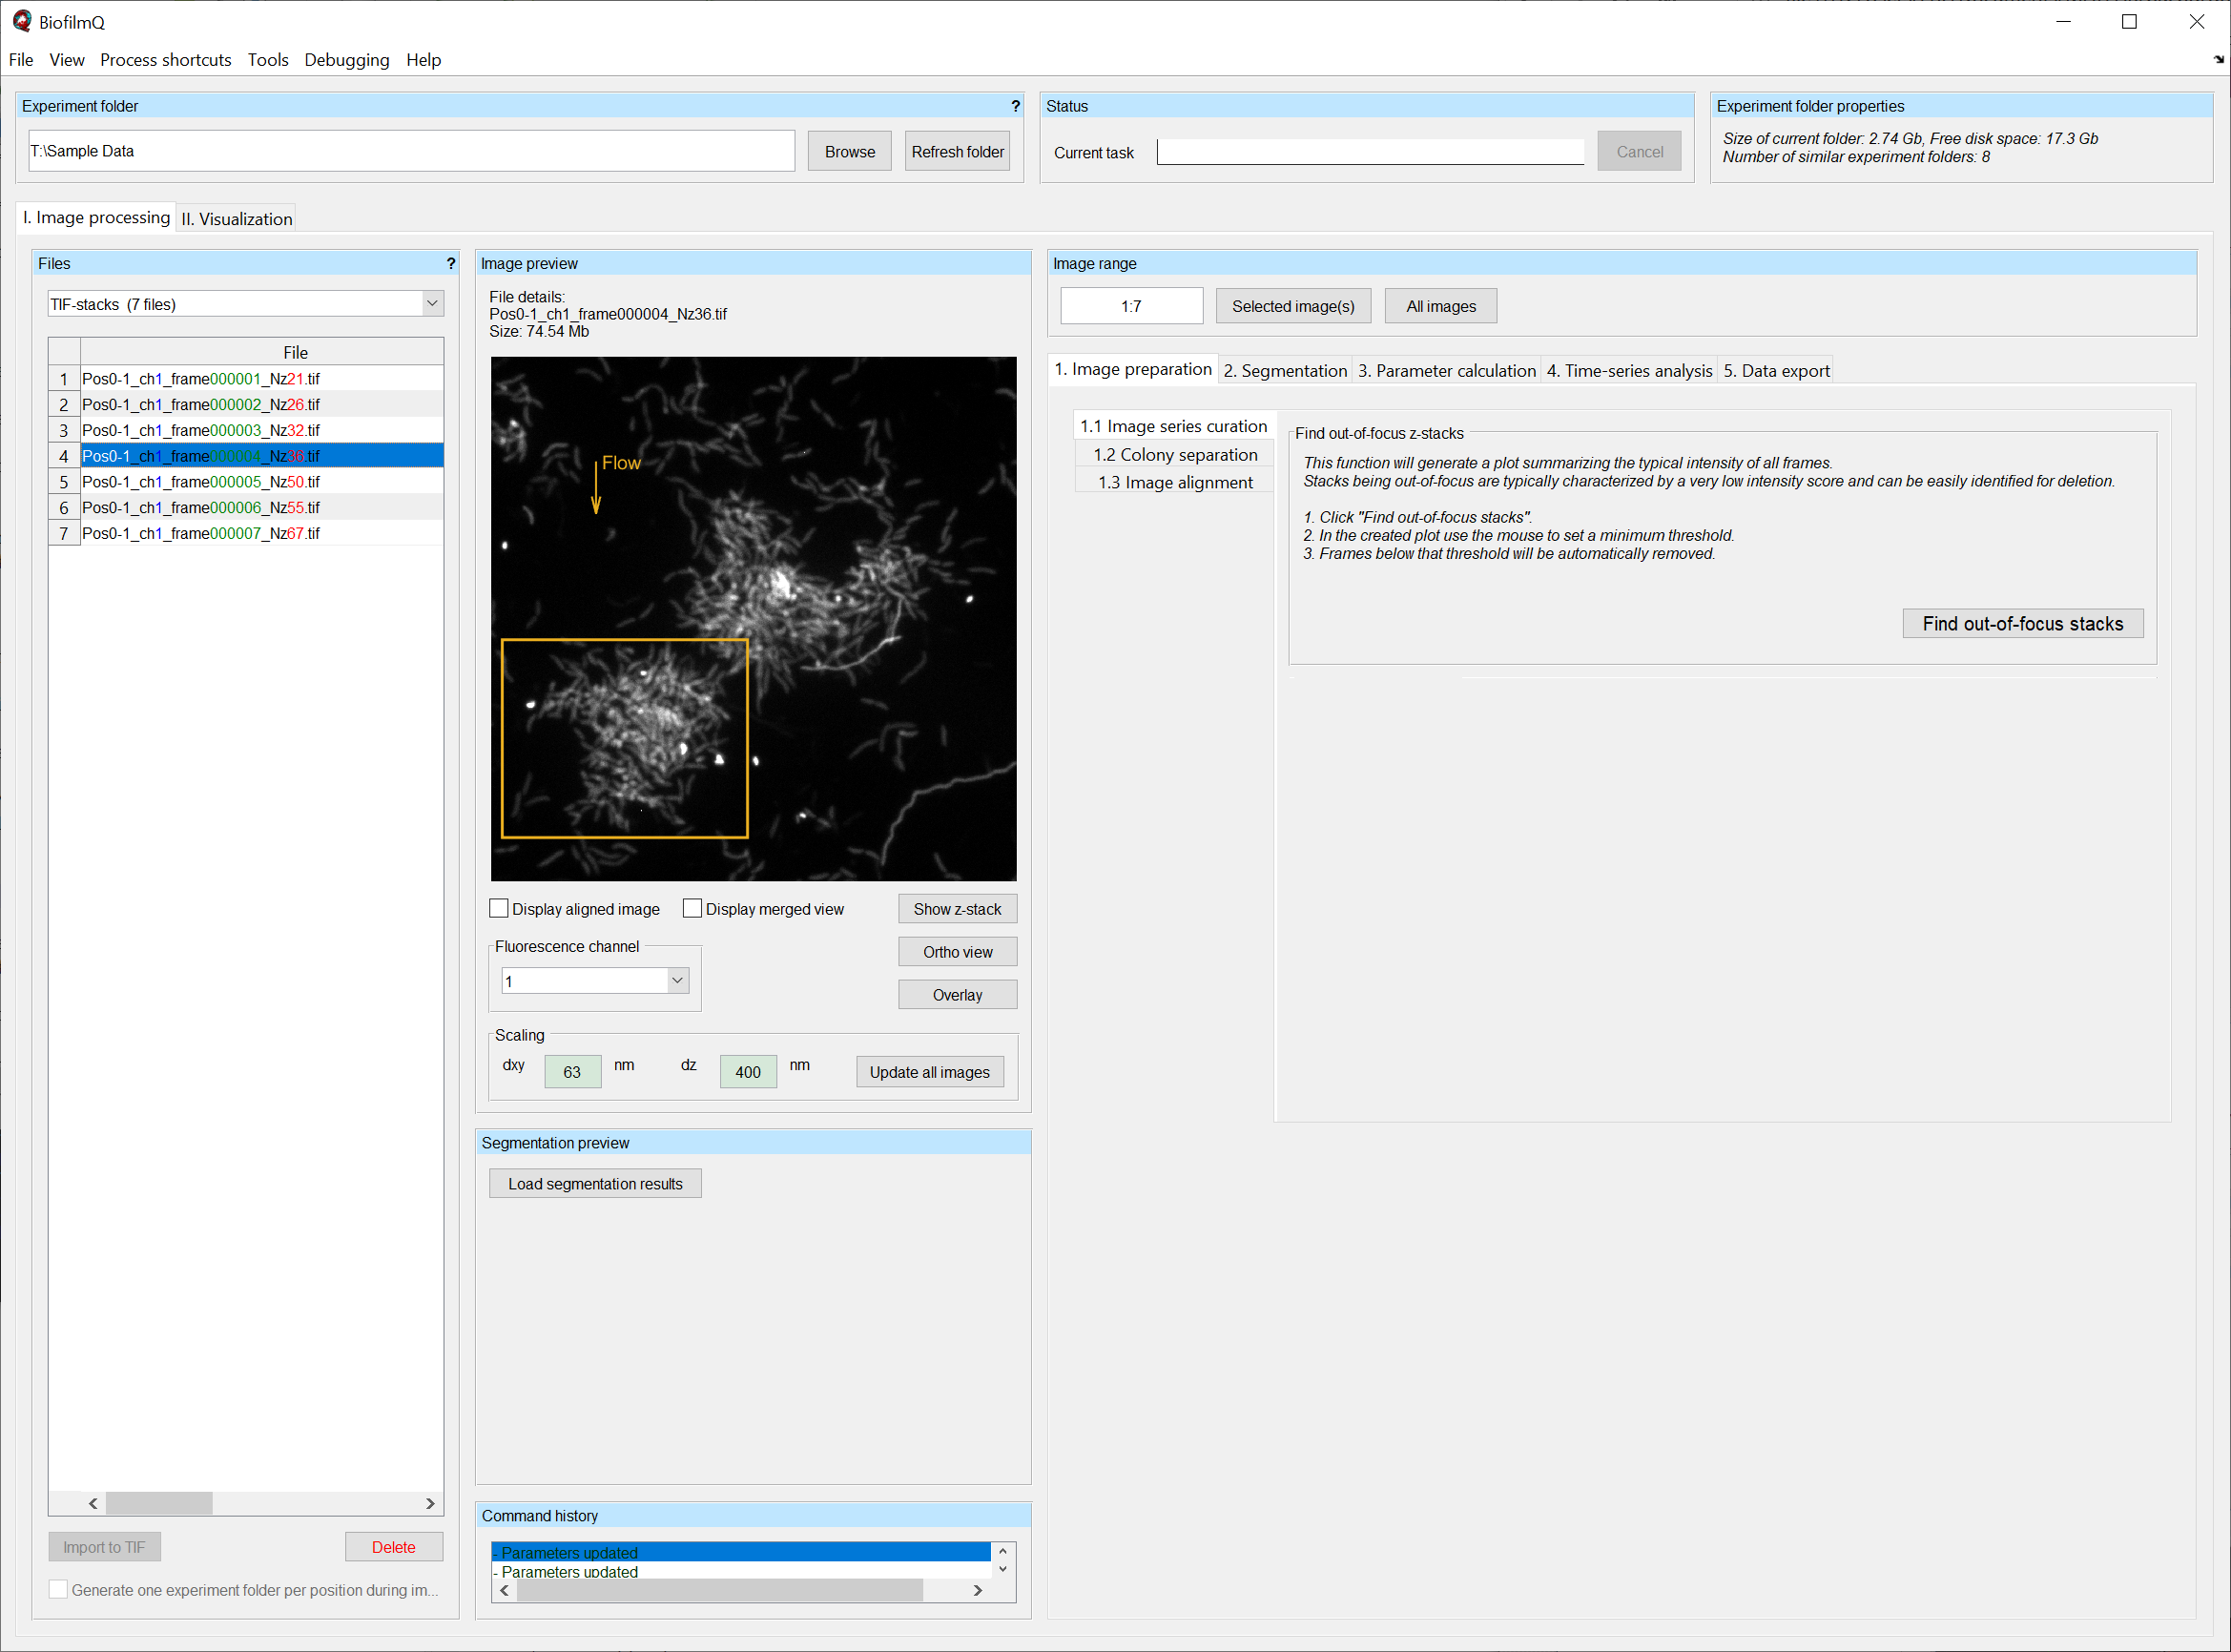 BiofilmQ
File View Process shortcuts Tools Debugging Help
Experiment folder ?
T:\Sample Data
Browse
Refresh folder
Status
Current task
Cancel
Experiment folder properties
Size of current folder: 2.74 Gb, Free disk space: 17.3 Gb
Number of similar experiment folders: 8
I. Image processing
II. Visualization
Files ?
TIF-stacks (7 files)
File
1 Pos0-1_ch1_frame000001_Nz21.tif
2 Pos0-1_ch1_frame000002_Nz26.tif
3 Pos0-1_ch1_frame000003_Nz32.tif
4 Pos0-1_ch1_frame000004_Nz36.tif
5 Pos0-1_ch1_frame000005_Nz50.tif
6 Pos0-1_ch1_frame000006_Nz55.tif
7 Pos0-1_ch1_frame000007_Nz67.tif
Import to TIF
Delete
Generate one experiment folder per position during im...
Image preview
File details:
Pos0-1_ch1_frame000004_Nz36.tif
Size: 74.54 Mb
Flow
Display aligned image
Display merged view
Show z-stack
Fluorescence channel
1
Ortho view
Overlay
Scaling
dxy 63 nm dz 400 nm
Update all images
Segmentation preview
Load segmentation results
Command history
- Parameters updated
- Parameters updated
Image range
1:7
Selected image(s)
All images
1. Image preparation
2. Segmentation
3. Parameter calculation
4. Time-series analysis
5. Data export
1.1 Image series curation
1.2 Colony separation
1.3 Image alignment
Find out-of-focus z-stacks
This function will generate a plot summarizing the typical intensity of all frames.
Stacks being out-of-focus are typically characterized by a very low intensity score and can be easily identified for deletion.
1. Click "Find out-of-focus stacks".
2. In the created plot use the mouse to set a minimum threshold.
3. Frames below that threshold will be automatically removed.
Find out-of-focus stacks